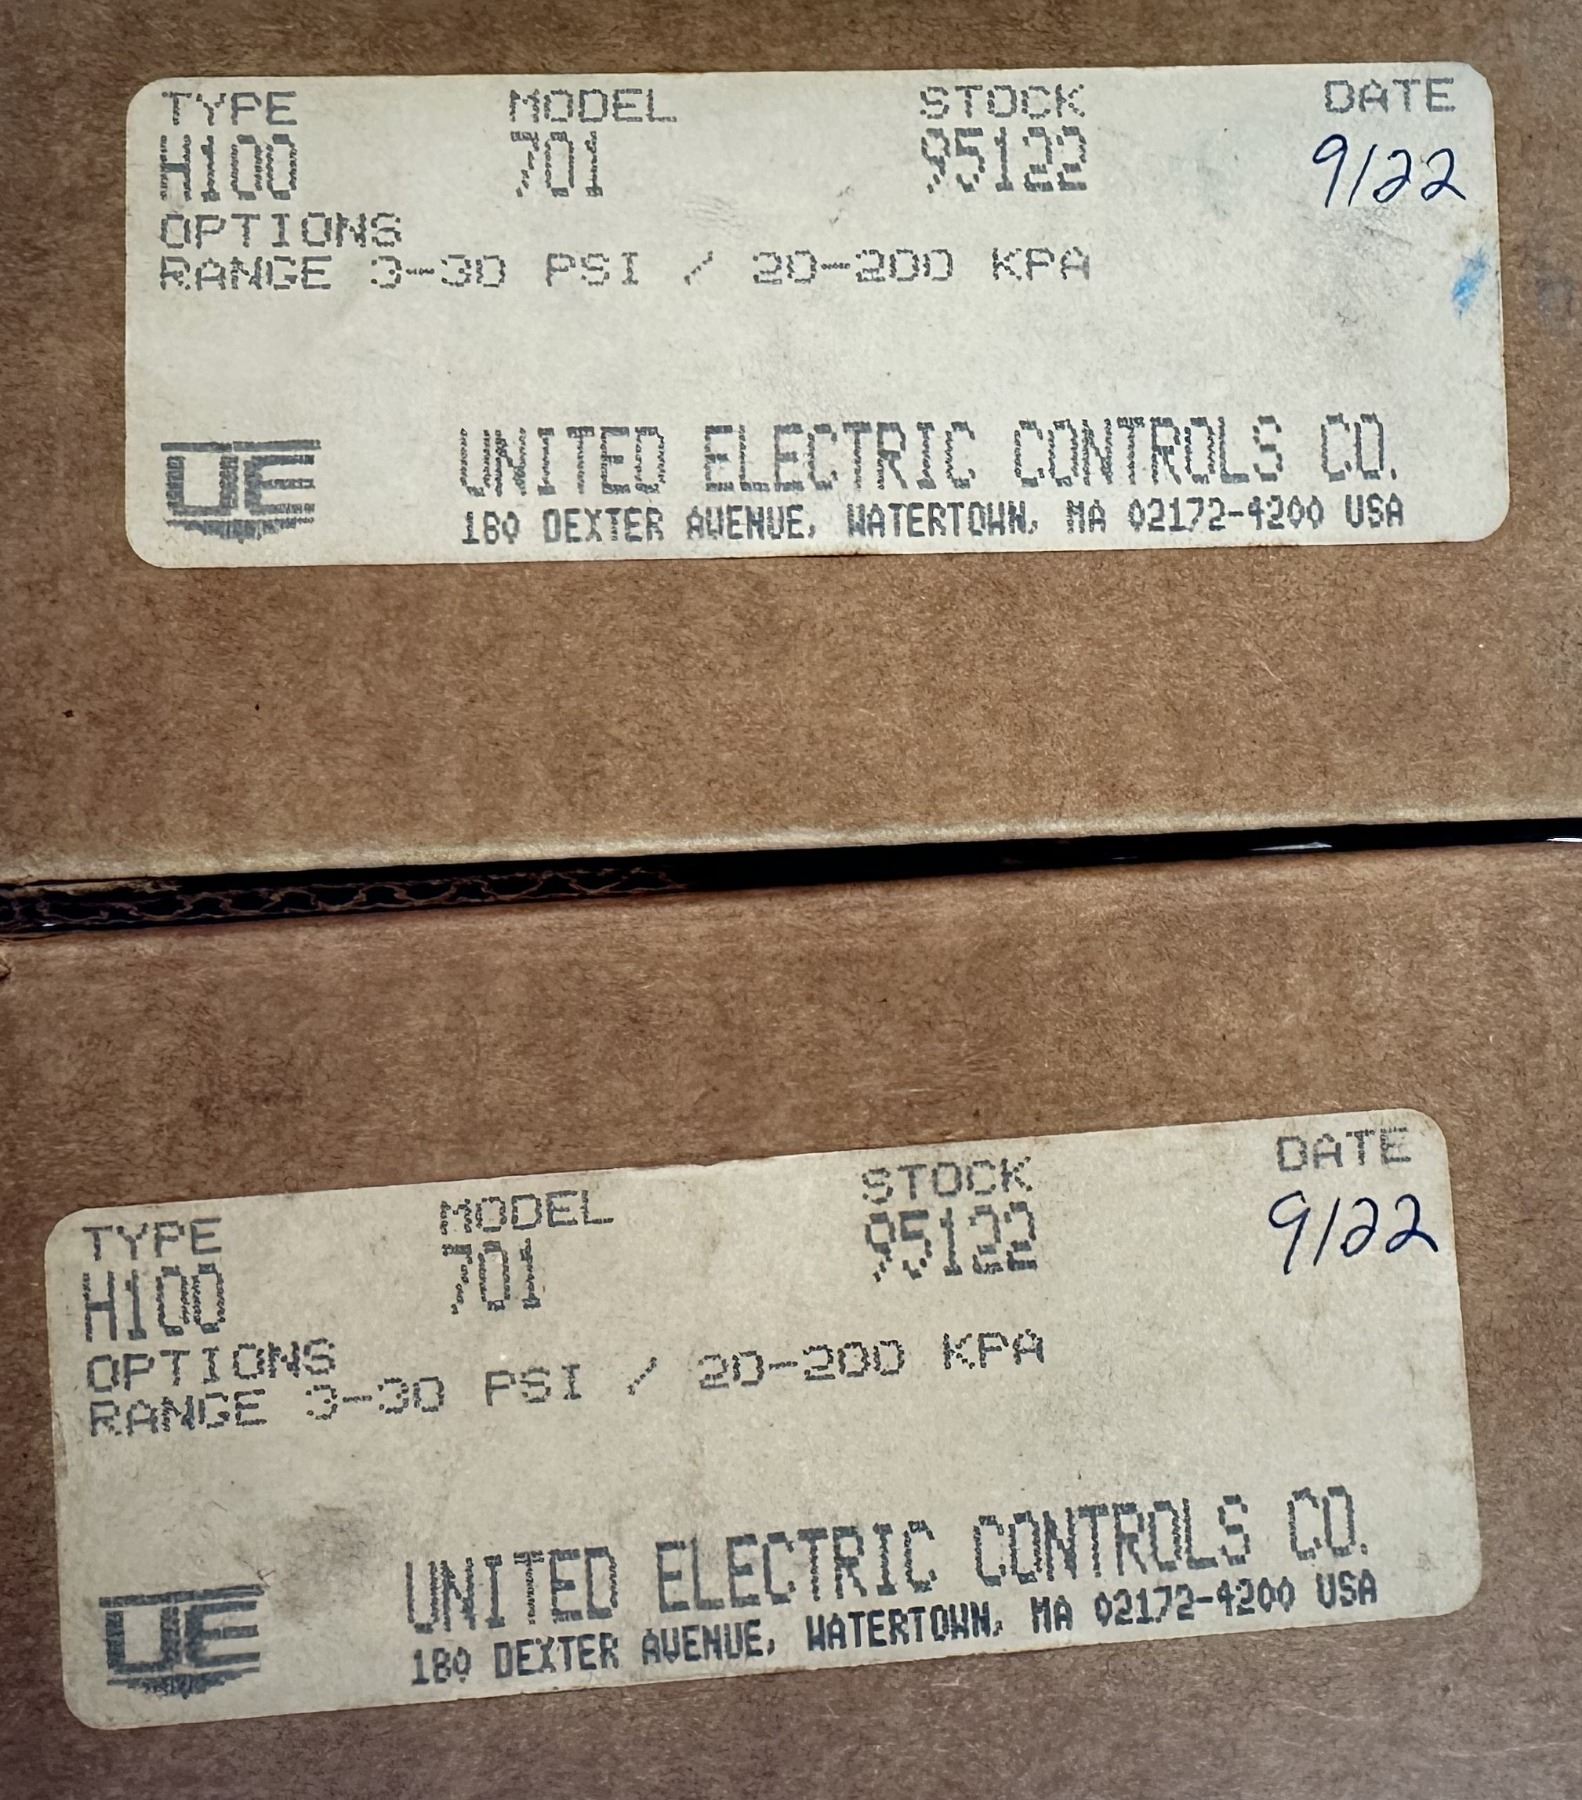 TYPE MODEL STOCK DATE
H100 701 95122 9/22
OPTIONS
RANGE 3-30 PSI / 20-200 KPA
UE UNITED ELECTRIC CONTROLS CO.
180 DEXTER AVENUE, WATERTOWN, MA 02172-4200 USA
TYPE MODEL STOCK DATE
H100 701 95122 9/22
OPTIONS
RANGE 3-30 PSI / 20-200 KPA
UE UNITED ELECTRIC CONTROLS CO.
180 DEXTER AVENUE, WATERTOWN, MA 02172-4200 USA